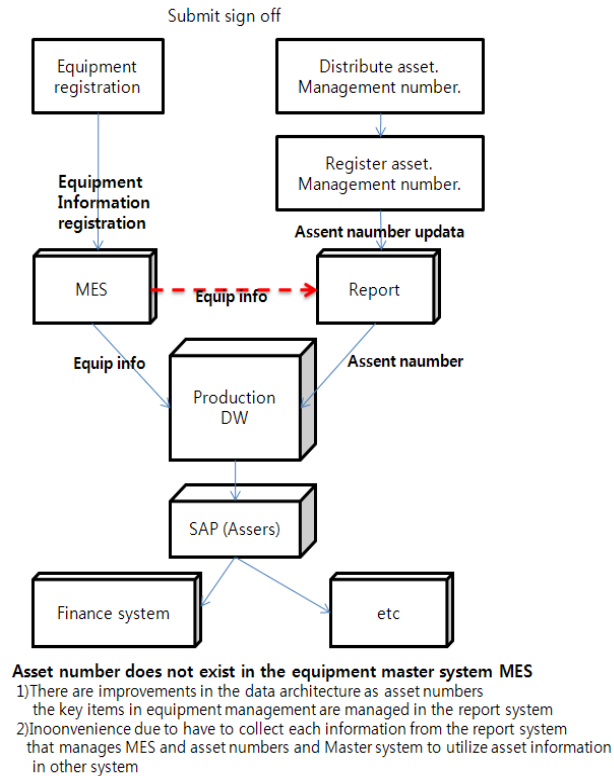 Submit sign off
Equipment
registration
Distribute asset.
Management number.
Register asset.
Management number.
Equipment
Information
registration
Assent naumber updata
MES
Equip info
Report
Equip info
Assent naumber
Production
DW
SAP (Assers)
Finance system
etc
Asset number does not exist in the equipment master system MES
1)There are improvements in the data architecture as asset numbers
the key items in equipment management are managed in the report system
2)Inoonvenience due to have to collect each information from the report system
that manages MES and asset numbers and Master system to utilize asset information
in other system